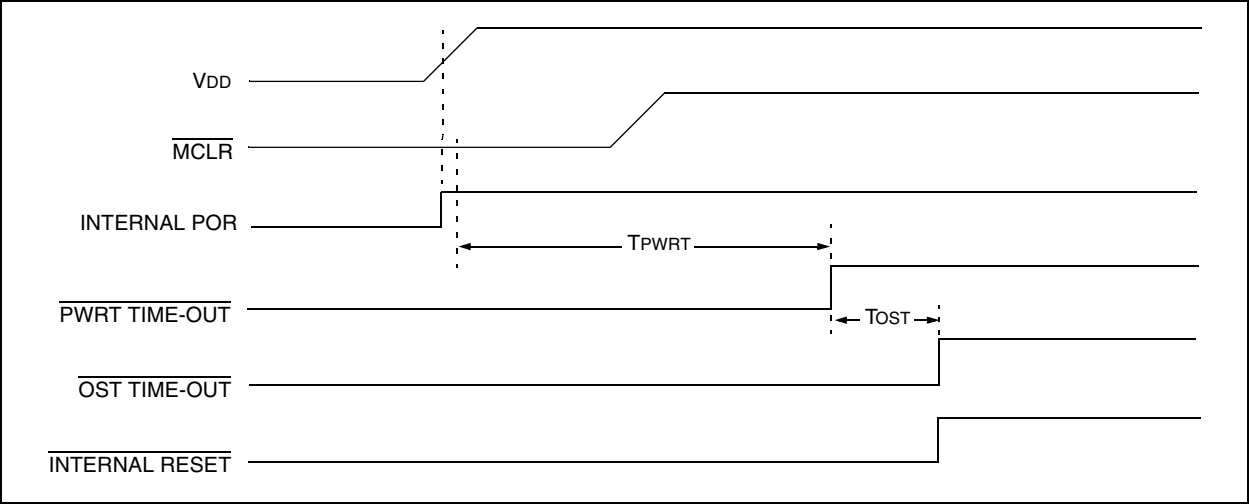 VDD
MCLR
INTERNAL POR
TPWRT
PWRT TIME-OUT
TOST
OST TIME-OUT
INTERNAL RESET